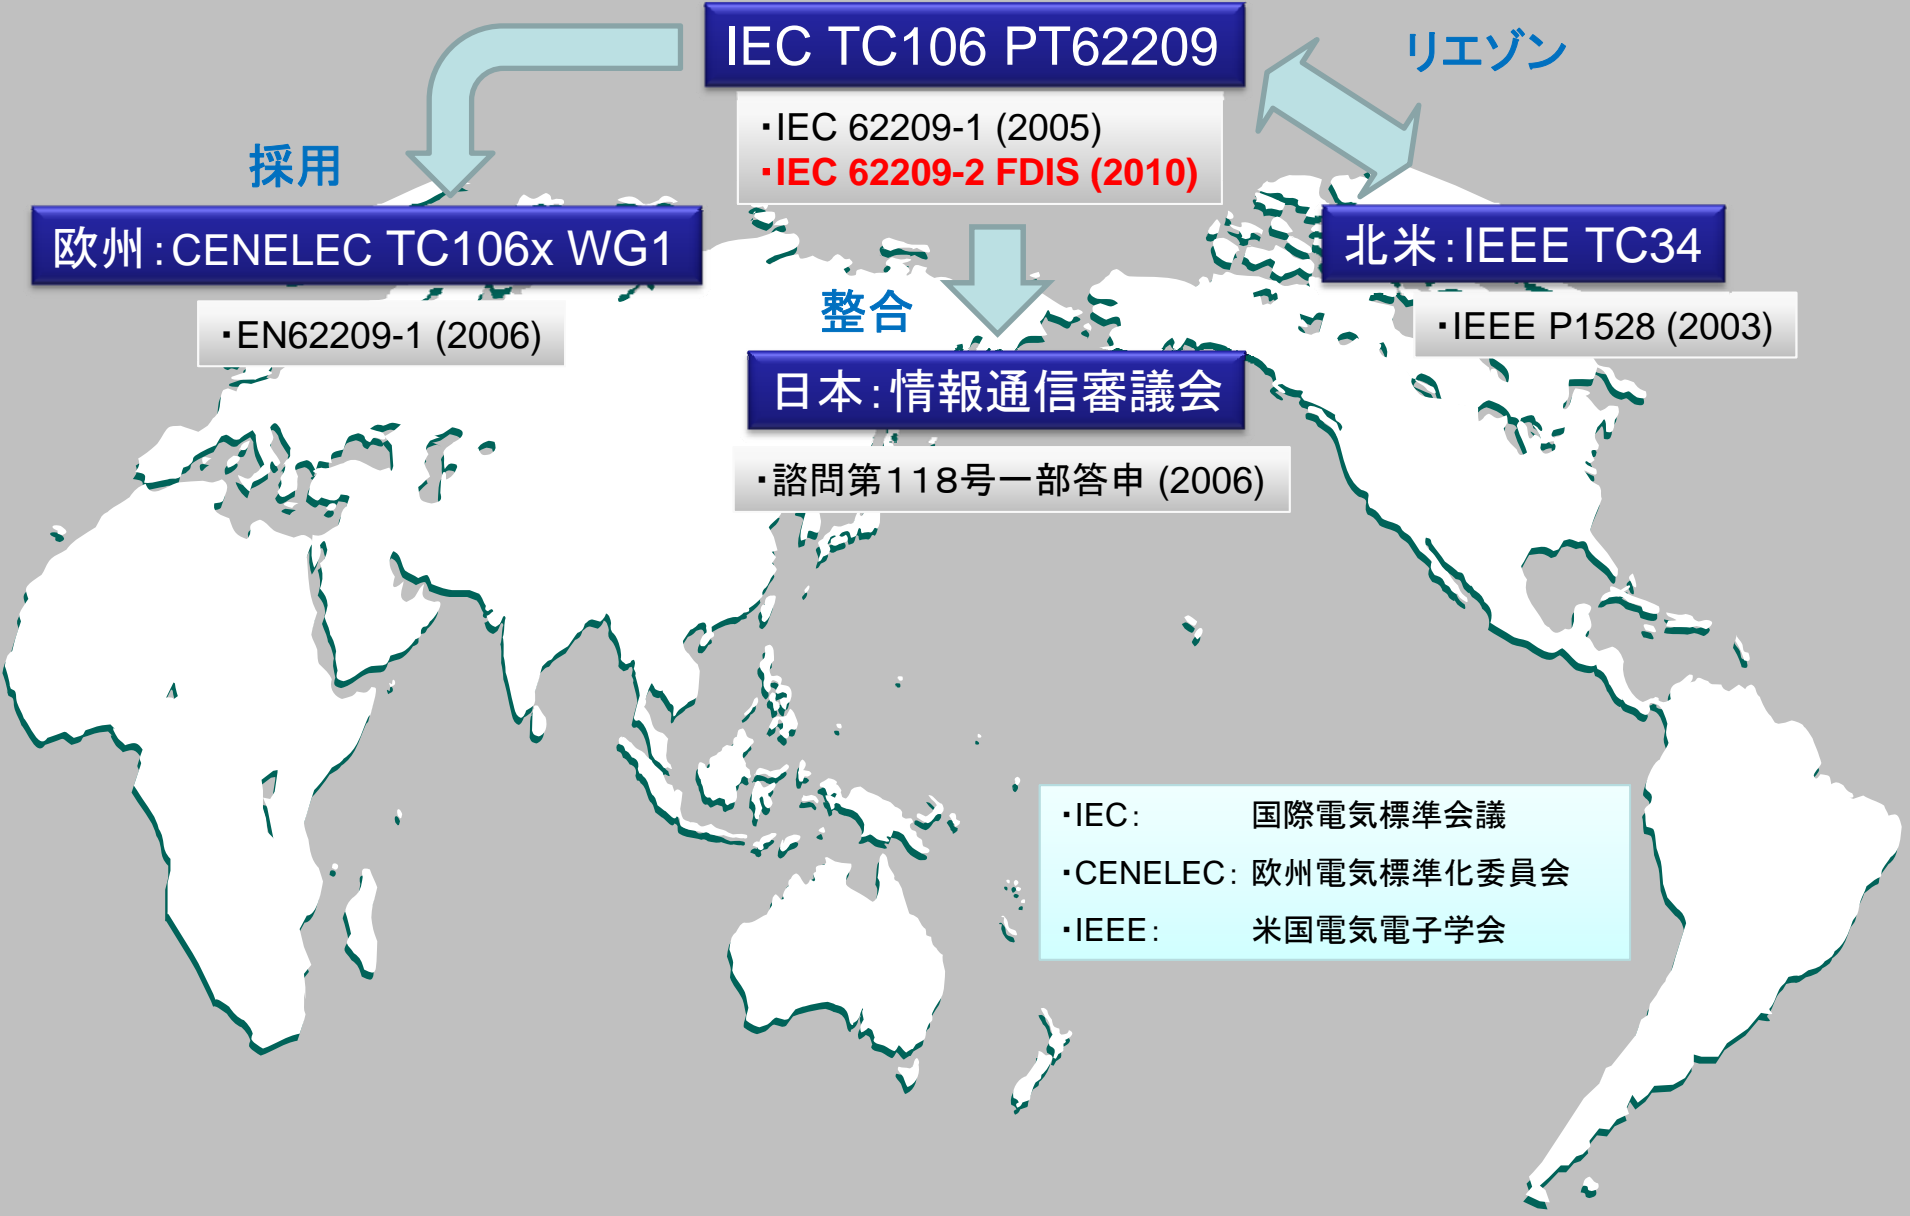 IEC TC106 PT62209
リエゾン
・IEC 62209-1 (2005)
・IEC 62209-2 FDIS (2010)
採用
欧州：CENELEC TC106x WG1
北米：IEEE TC34
・EN62209-1 (2006)
整合
・IEEE P1528 (2003)
日本：情報通信審議会
・諮問第118号一部答申 (2006)
・IEC： 国際電気標準会議
・CENELEC： 欧州電気標準化委員会
・IEEE： 米国電気電子学会